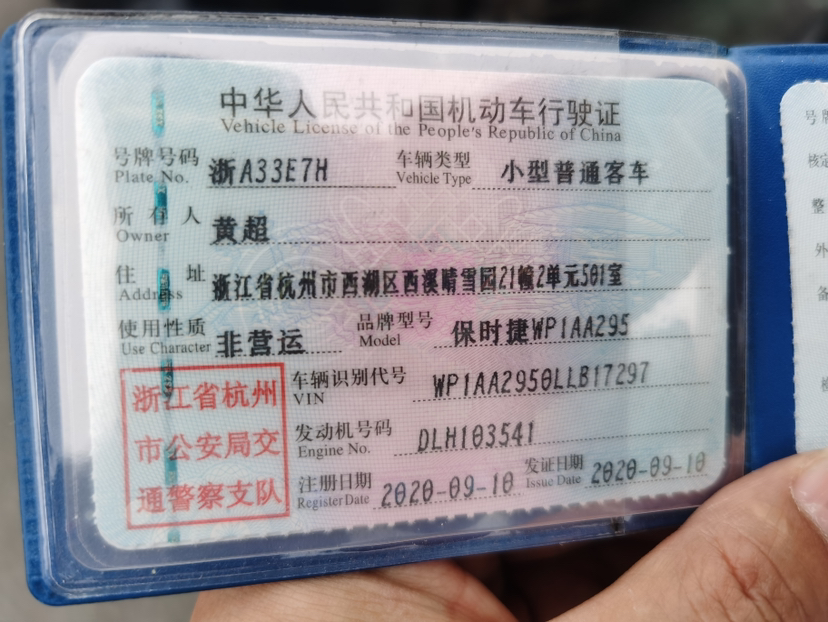 中华人民共和国机动车行驶证
Vehicle License of the People's Republic of China
号牌号码 浙A33E7H 车辆类型 小型普通客车
Plate No. Vehicle Type
所有人 黄超
Owner
住址 浙江省杭州市西湖区西溪晴雪园21幢2单元501室
Address
使用性质 非营运 品牌型号 保时捷WP1AA295
Use Character Model
浙江省杭州 车辆识别代号 WP1AA2950LLB17297
VIN
市公安局交 发动机号码 DLH103541
Engine No.
通警察支队 注册日期 2020-09-10 发证日期 2020-09-10
Register Date Issue Date
号牌
核定
整
外
备